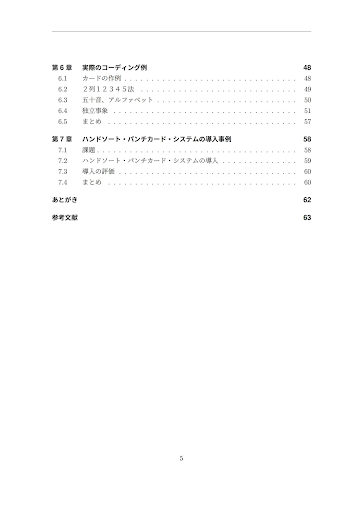 第 6 章 実際のコーディング例 48
6.1 カードの作例 . . . . . . . . . . . . . . . . . . . . . . . . . . . . . . . 48
6.2 ２列１２３４５法 . . . . . . . . . . . . . . . . . . . . . . . . . . . . 49
6.3 五十音、アルファベット . . . . . . . . . . . . . . . . . . . . . . . . . 50
6.4 独立事象 . . . . . . . . . . . . . . . . . . . . . . . . . . . . . . . . . 51
6.5 まとめ . . . . . . . . . . . . . . . . . . . . . . . . . . . . . . . . . . 57
第 7 章 ハンドソート・パンチカード・システムの導入事例 58
7.1 課題 . . . . . . . . . . . . . . . . . . . . . . . . . . . . . . . . . . . . 58
7.2 ハンドソート・パンチカード・システムの導入 . . . . . . . . . . . . . . 59
7.3 導入の評価 . . . . . . . . . . . . . . . . . . . . . . . . . . . . . . . . 60
7.4 まとめ . . . . . . . . . . . . . . . . . . . . . . . . . . . . . . . . . . 60
あとがき 62
参考文献 63
5